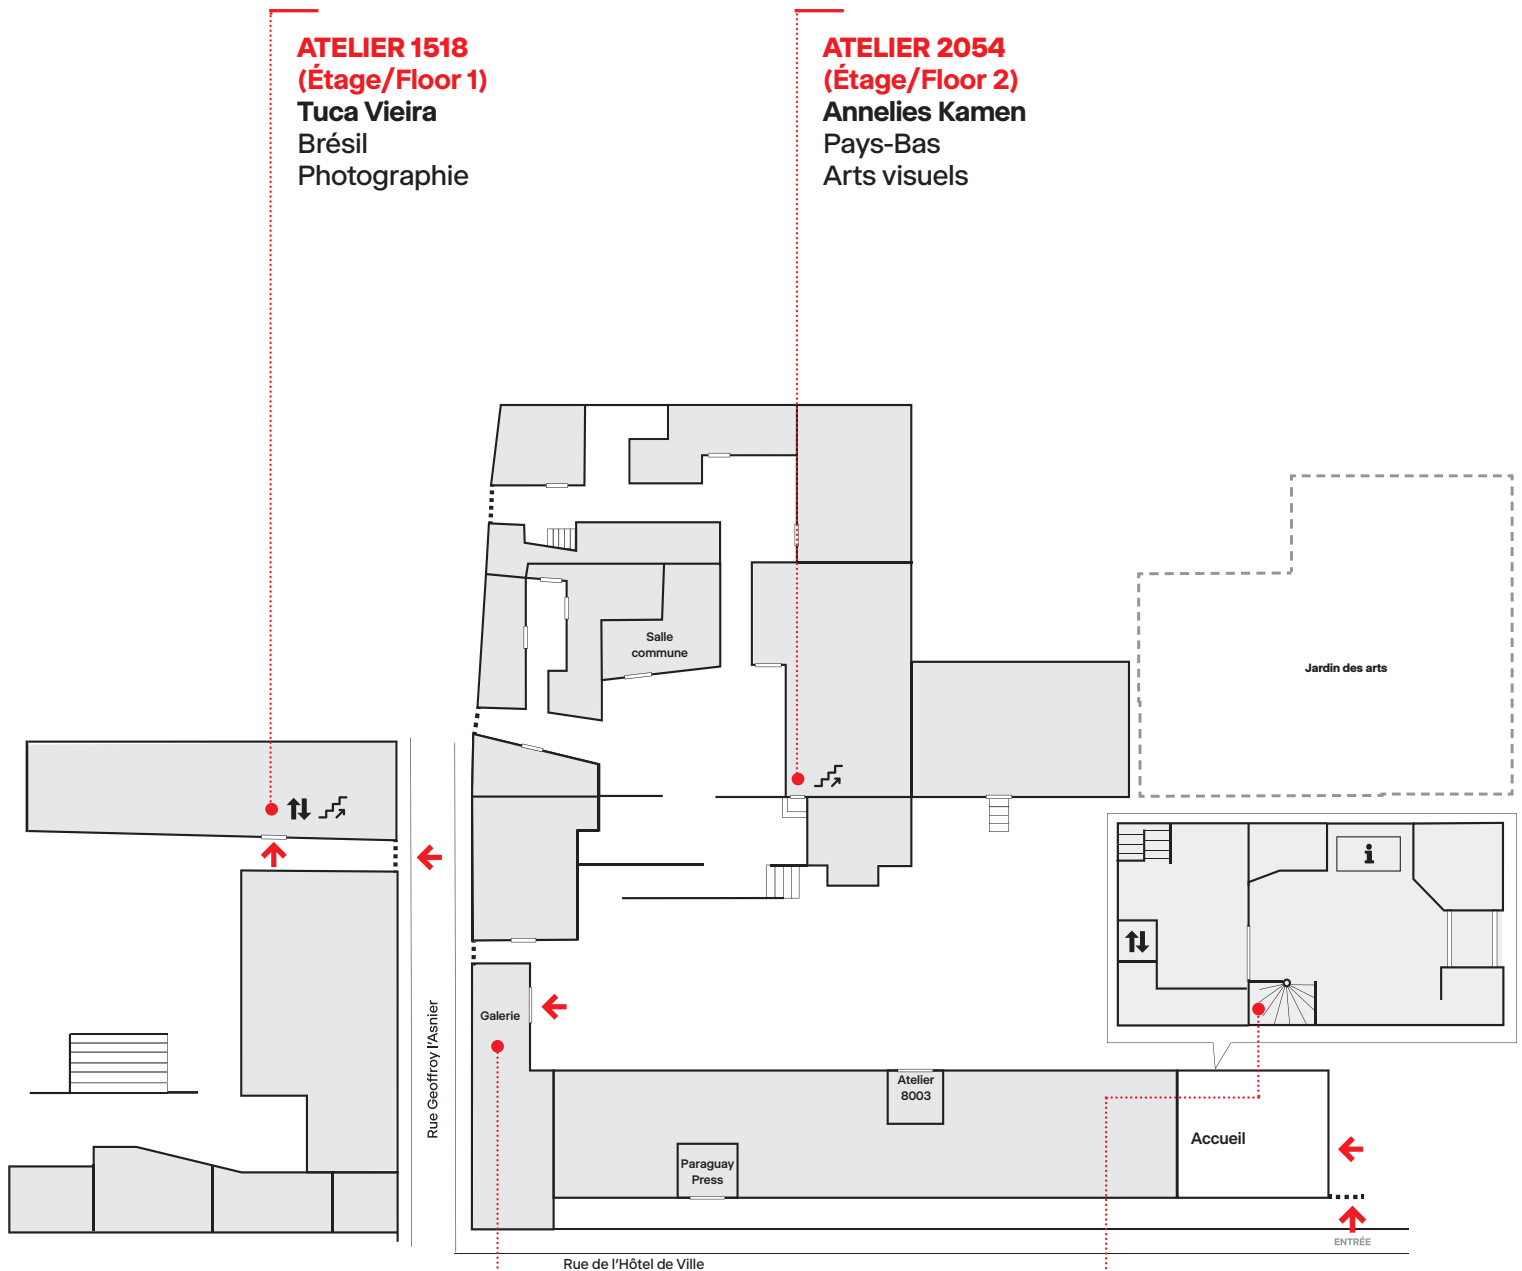 ATELIER 1518
(Étage/Floor 1)
Tuca Vieira
Brésil
Photographie
ATELIER 2054
(Étage/Floor 2)
Annelies Kamen
Pays-Bas
Arts visuels
Salle
commune
Jardin des arts
i
Galerie
Rue Geoffroy l'Asnier
Atelier
8003
Accueil
Paraguay
Press
ENTRÉE
Rue de l'Hôtel de Ville